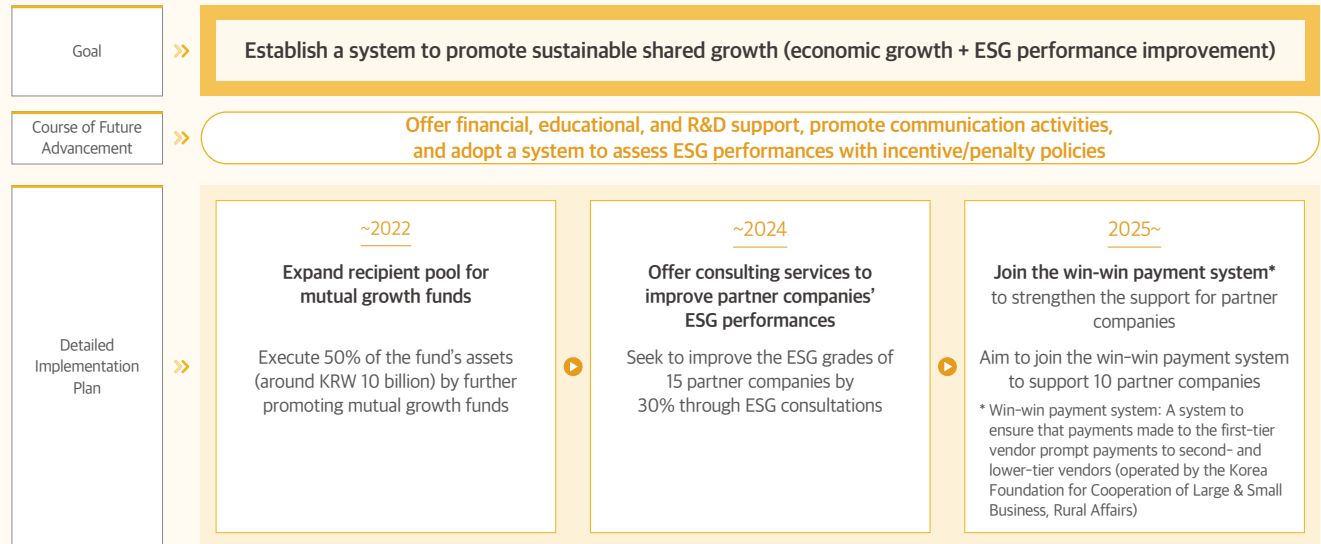 Goal
Establish a system to promote sustainable shared growth (economic growth + ESG performance improvement)
Course of Future
Advancement
Offer financial, educational, and R&D support, promote communication activities,
and adopt a system to assess ESG performances with incentive/penalty policies
Detailed
Implementation
Plan
~2022
Expand recipient pool for
mutual growth funds
Execute 50% of the fund's assets
(around KRW 10 billion) by further
promoting mutual growth funds
~2024
Offer consulting services to
improve partner companies'
ESG performances
Seek to improve the ESG grades of
15 partner companies by
30% through ESG consultations
2025~
Join the win-win payment system*
to strengthen the support for partner
companies
Aim to join the win-win payment system
to support 10 partner companies
* Win-win payment system: A system to
ensure that payments made to the first-tier
vendor prompt payments to second- and
lower-tier vendors (operated by the Korea
Foundation for Cooperation of Large & Small
Business, Rural Affairs)